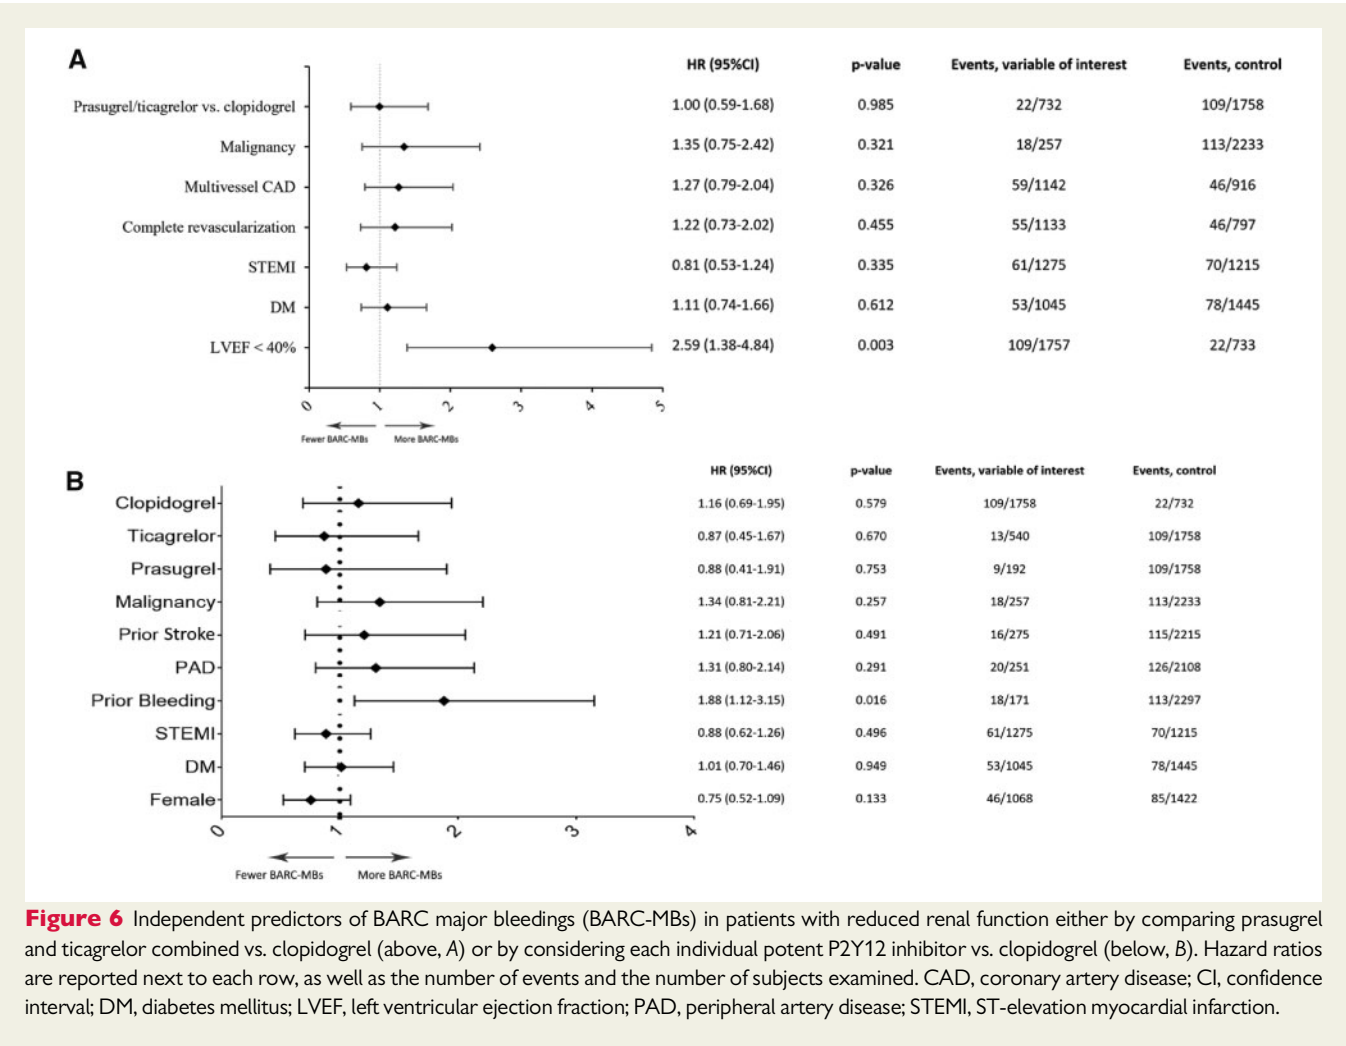 A
HR (95%CI) p-value Events, variable of interest Events, control
Prasugrel/ticagrelor vs. clopidogrel 1.00 (0.59-1.68) 0.985 22/732 109/1758
Malignancy 1.35 (0.75-2.42) 0.321 18/257 113/2233
Multivessel CAD 1.27 (0.79-2.04) 0.326 59/1142 46/916
Complete revascularization 1.22 (0.73-2.02) 0.455 55/1133 46/797
STEMI 0.81 (0.53-1.24) 0.335 61/1275 70/1215
DM 1.11 (0.74-1.66) 0.612 53/1045 78/1445
LVEF < 40% 2.59 (1.38-4.84) 0.003 109/1757 22/733
0 1 2 3 4 5
Fewer BARC-MBs More BARC-MBs
B
HR (95%CI) p-value Events, variable of interest Events, control
Clopidogrel 1.16 (0.69-1.95) 0.579 109/1758 22/732
Ticagrelor 0.87 (0.45-1.67) 0.670 13/540 109/1758
Prasugrel 0.88 (0.41-1.91) 0.753 9/192 109/1758
Malignancy 1.34 (0.81-2.21) 0.257 18/257 113/2233
Prior Stroke 1.21 (0.71-2.06) 0.491 16/275 115/2215
PAD 1.31 (0.80-2.14) 0.291 20/251 126/2108
Prior Bleeding 1.88 (1.12-3.15) 0.016 18/171 113/2297
STEMI 0.88 (0.62-1.26) 0.496 61/1275 70/1215
DM 1.01 (0.70-1.46) 0.949 53/1045 78/1445
Female 0.75 (0.52-1.09) 0.133 46/1068 85/1422
0 1 2 3 4
Fewer BARC-MBs More BARC-MBs
Figure 6 Independent predictors of BARC major bleedings (BARC-MBs) in patients with reduced renal function either by comparing prasugrel
and ticagrelor combined vs. clopidogrel (above, A) or by considering each individual potent P2Y12 inhibitor vs. clopidogrel (below, B). Hazard ratios
are reported next to each row, as well as the number of events and the number of subjects examined. CAD, coronary artery disease; CI, confidence
interval; DM, diabetes mellitus; LVEF, left ventricular ejection fraction; PAD, peripheral artery disease; STEMI, ST-elevation myocardial infarction.